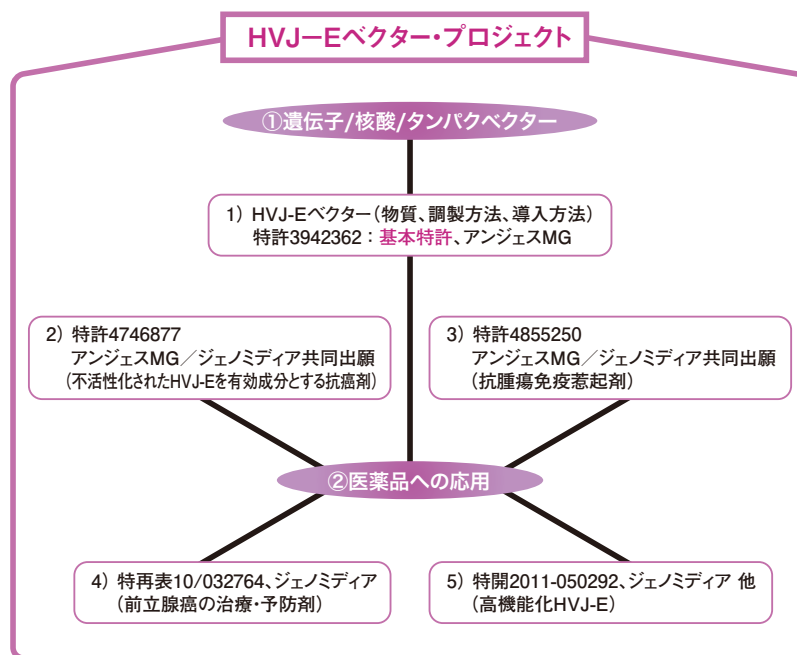 HVJーEベクター・プロジェクト
①遺伝子/核酸/タンパクベクター
1）HVJ-Eベクター（物質、調製方法、導入方法）
特許3942362：基本特許、アンジェスMG
2）特許4746877
アンジェスMG／ジェノミディア共同出願
（不活性化されたHVJ-Eを有効成分とする抗癌剤）
3）特許4855250
アンジェスMG／ジェノミディア共同出願
（抗腫瘍免疫惹起剤）
②医薬品への応用
4）特再表10/032764、ジェノミディア
（前立腺癌の治療・予防剤）
5）特開2011-050292、ジェノミディア 他
（高機能化HVJ-E）